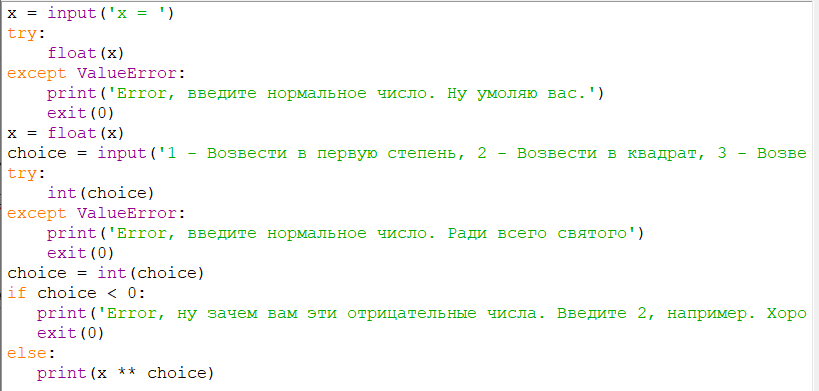 x = input('x = ')
try:
    float(x)
except ValueError:
    print('Error, введите нормальное число. Ну умоляю вас.')
    exit(0)
x = float(x)
choice = input('1 - Возвести в первую степень, 2 - Возвести в квадрат, 3 - Возве
try:
    int(choice)
except ValueError:
    print('Error, введите нормальное число. Ради всего святого')
    exit(0)
choice = int(choice)
if choice < 0:
   print('Error, ну зачем вам эти отрицательные числа. Введите 2, например. Хоро
   exit(0)
else:
   print(x ** choice)